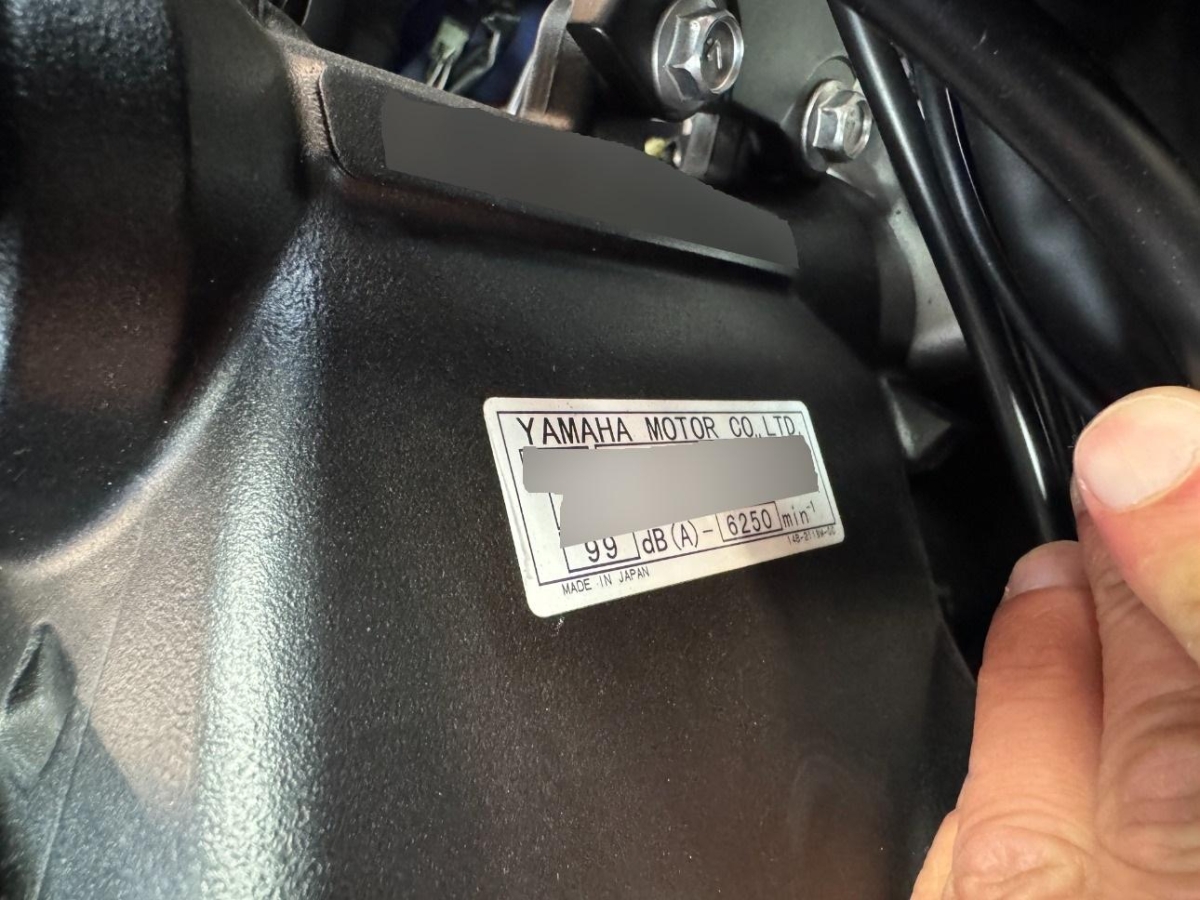 YAMAHA MOTOR CO.,LTD.
99 dB(A)- 6250 min⁻¹
MADE IN JAPAN